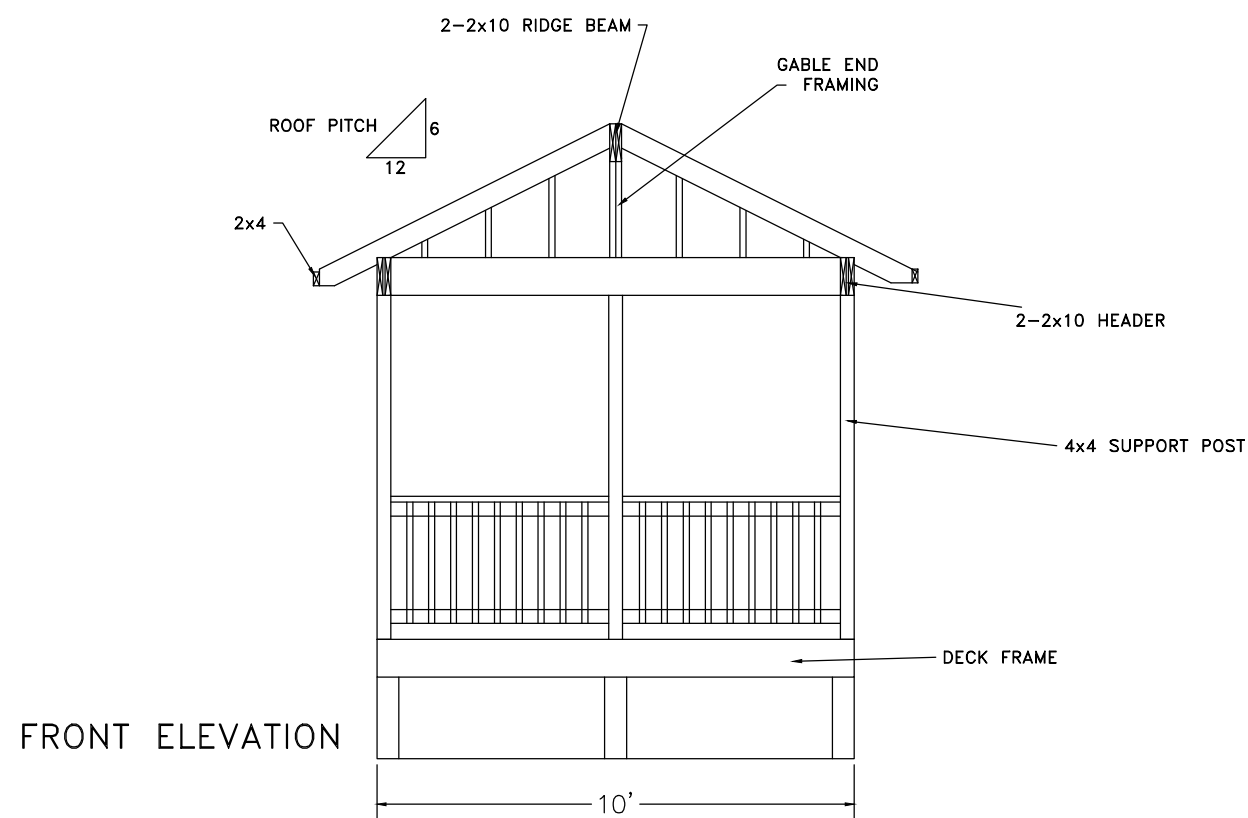 2-2x10 RIDGE BEAM
GABLE END
FRAMING
ROOF PITCH
6
12
2x4
2-2x10 HEADER
4x4 SUPPORT POST
DECK FRAME
FRONT ELEVATION
10'